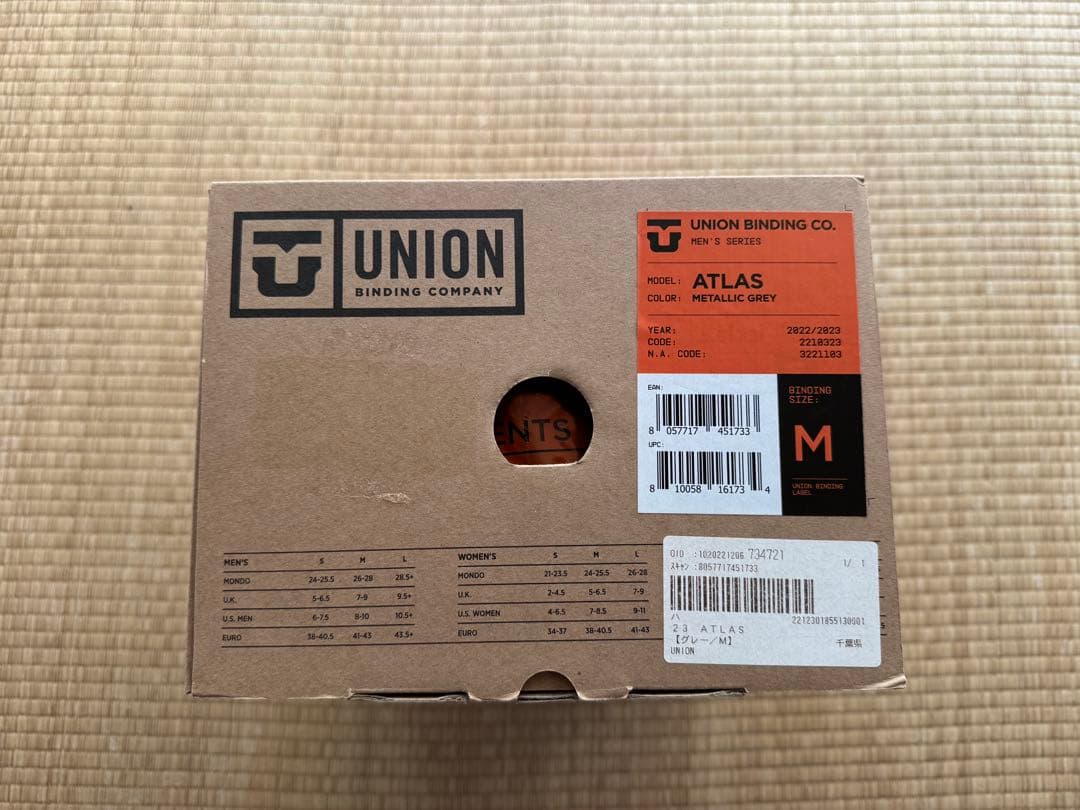 UNION
BINDING COMPANY
UNION BINDING CO.
MEN'S SERIES
MODEL: ATLAS
COLOR: METALLIC GREY
YEAR: 2022/2023
CODE: 2210323
N.A. CODE: 3221103
EAN:
8 057717 451733
UPC:
8 10058 16173 4
BINDING
SIZE:
M
UNION BINDING
LABEL
ENTS
MEN'S S M L
MONDO 24-25.5 26-28 28.5+
U.K. 5-6.5 7-9 9.5+
U.S. MEN 6-7.5 8-10 10.5+
EURO 38-40.5 41-43 43.5+
WOMEN'S S M L
MONDO 21-23.5 24-25.5 26-28
U.K. 2-4.5 5-6.5 7-9
U.S. WOMEN 4-6.5 7-8.5 9-11
EURO 34-37 38-40.5 41-43
OID :1020221206 734721 1/ 1
ｽｷｬﾝ :8057717451733
2212301855130001
ハ
23 ATLAS
【グレー/M】 千葉県
UNION